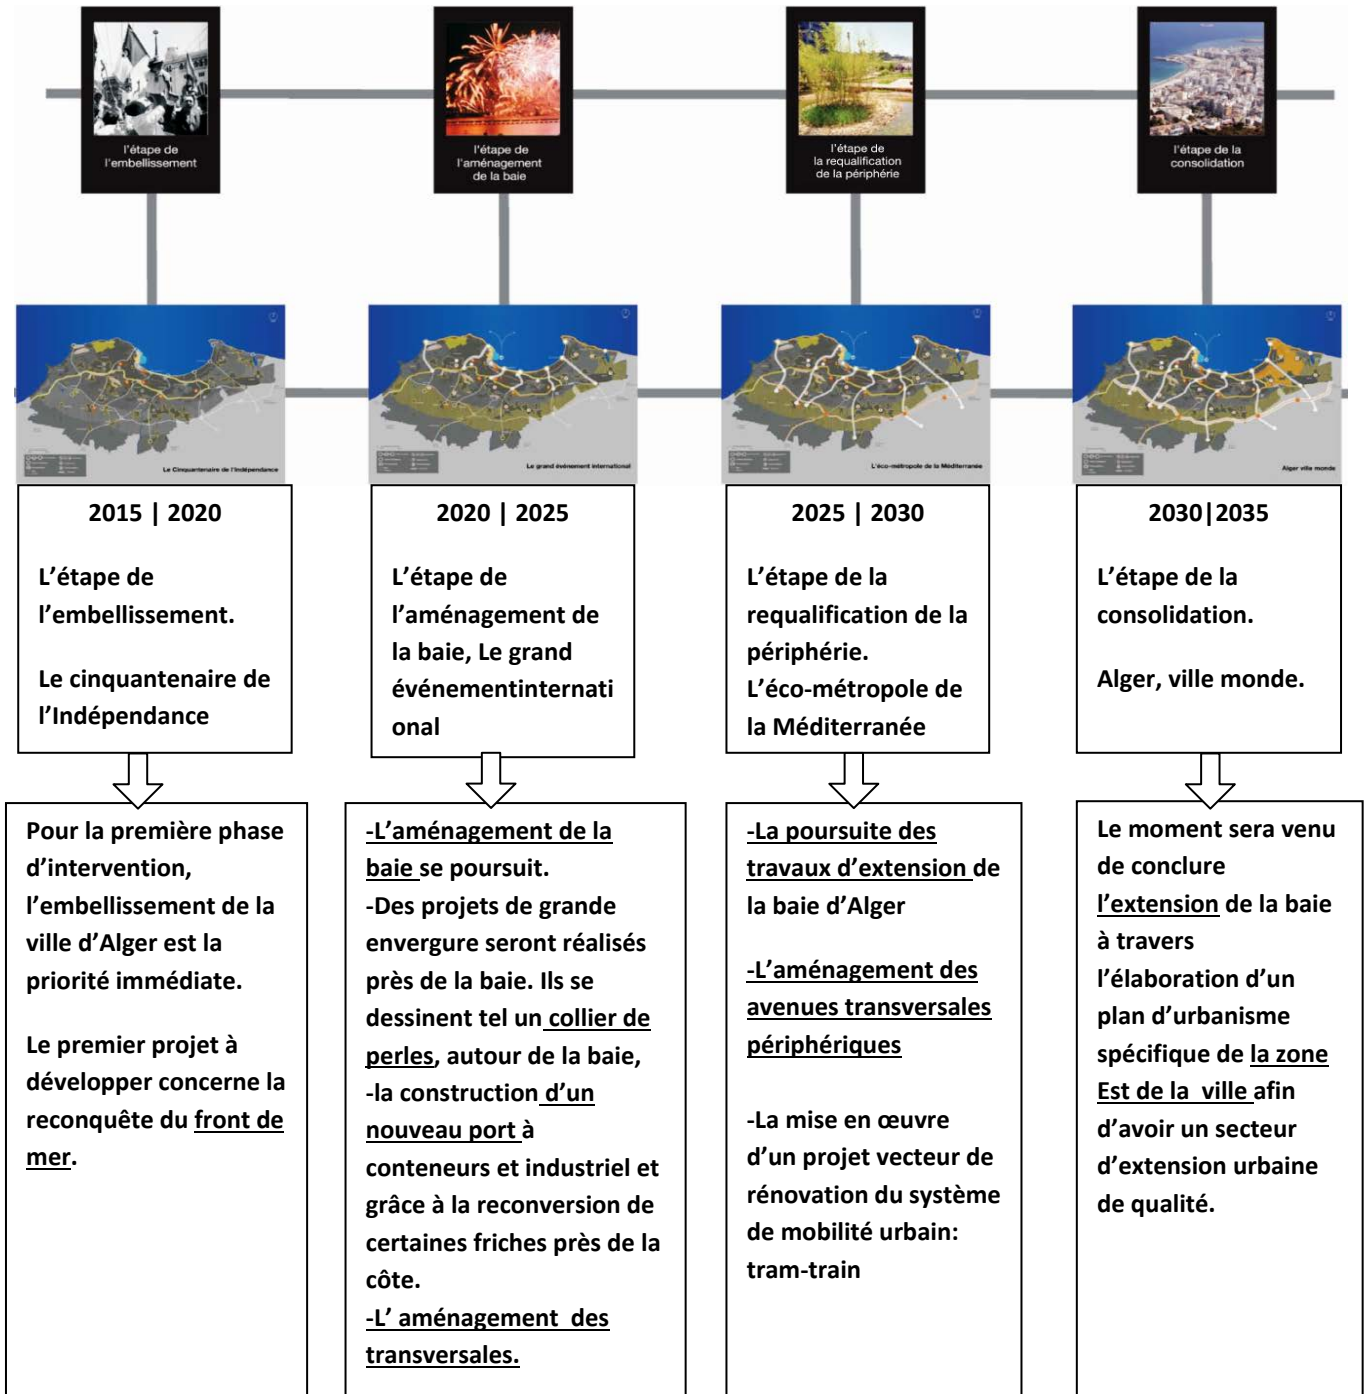 l'étape de
l'embellissement
l'étape de
l'aménagement
de la baie
l'étape de
la requalification
de la périphérie
l'étape de la
consolidation
Le Cinquantenaire de l'Indépendance
Le grand événement international
L'éco-métropole de la Méditerranée
Alger ville monde
2015 | 2020
L'étape de
l'embellissement.
Le cinquantenaire de
l'Indépendance
2020 | 2025
L'étape de
l'aménagement de
la baie, Le grand
événementinternati
onal
2025 | 2030
L'étape de la
requalification de la
périphérie.
L'éco-métropole de
la Méditerranée
2030|2035
L'étape de la
consolidation.
Alger, ville monde.
Pour la première phase
d'intervention,
l'embellissement de la
ville d'Alger est la
priorité immédiate.
Le premier projet à
développer concerne la
reconquête du front de
mer.
-L'aménagement de la
baie se poursuit.
-Des projets de grande
envergure seront réalisés
près de la baie. Ils se
dessinent tel un collier de
perles, autour de la baie,
-la construction d'un
nouveau port à
conteneurs et industriel et
grâce à la reconversion de
certaines friches près de la
côte.
-L' aménagement des
transversales.
-La poursuite des
travaux d'extension de
la baie d'Alger
-L'aménagement des
avenues transversales
périphériques
-La mise en œuvre
d'un projet vecteur de
rénovation du système
de mobilité urbain:
tram-train
Le moment sera venu
de conclure
l'extension de la baie
à travers
l'élaboration d'un
plan d'urbanisme
spécifique de la zone
Est de la ville afin
d'avoir un secteur
d'extension urbaine
de qualité.